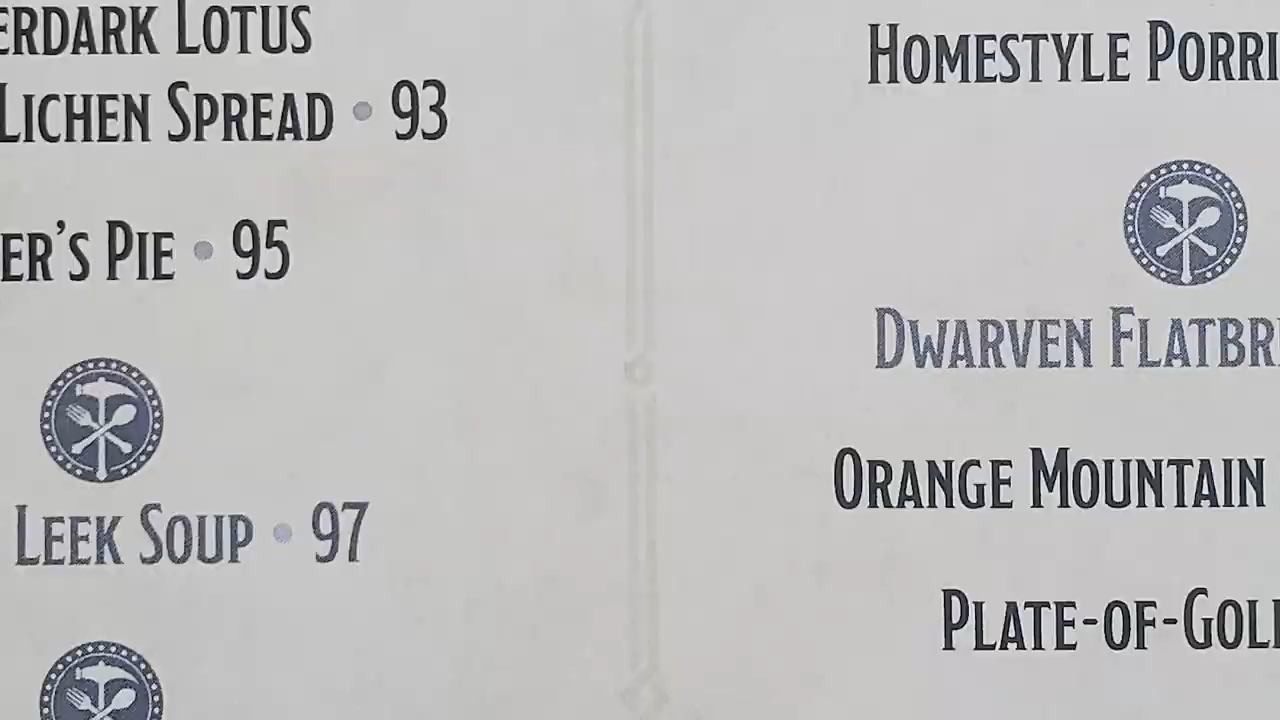 ERDARK LOTUS
LICHEN SPREAD • 93
ER'S PIE • 95
LEEK SOUP • 97
HOMESTYLE PORRI
DWARVEN FLATBR
ORANGE MOUNTAIN
PLATE-OF-GOL